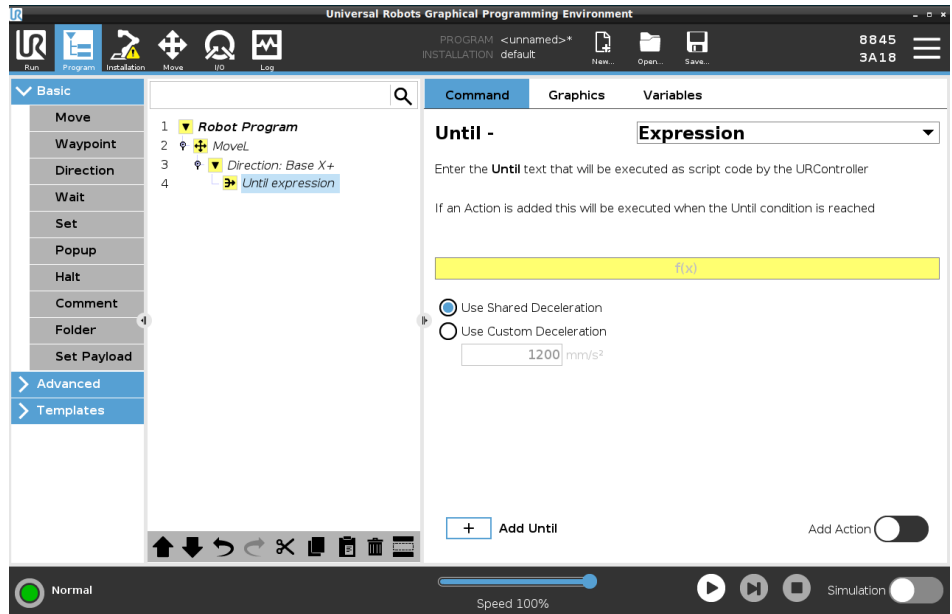 Universal Robots Graphical Programming Environment
UR
PROGRAM <unnamed>*
INSTALLATION default
8845
3A18
Run Program Installation Move I/O Log New... Open... Save...
Basic
Move
Waypoint
Direction
Wait
Set
Popup
Halt
Comment
Folder
Set Payload
Advanced
Templates
1 Robot Program
2 MoveL
3 Direction: Base X+
4 Until expression
Command Graphics Variables
Until - Expression
Enter the Until text that will be executed as script code by the URController
If an Action is added this will be executed when the Until condition is reached
f(x)
Use Shared Deceleration
Use Custom Deceleration
1200 mm/s²
+ Add Until
Add Action
Normal
Speed 100%
Simulation